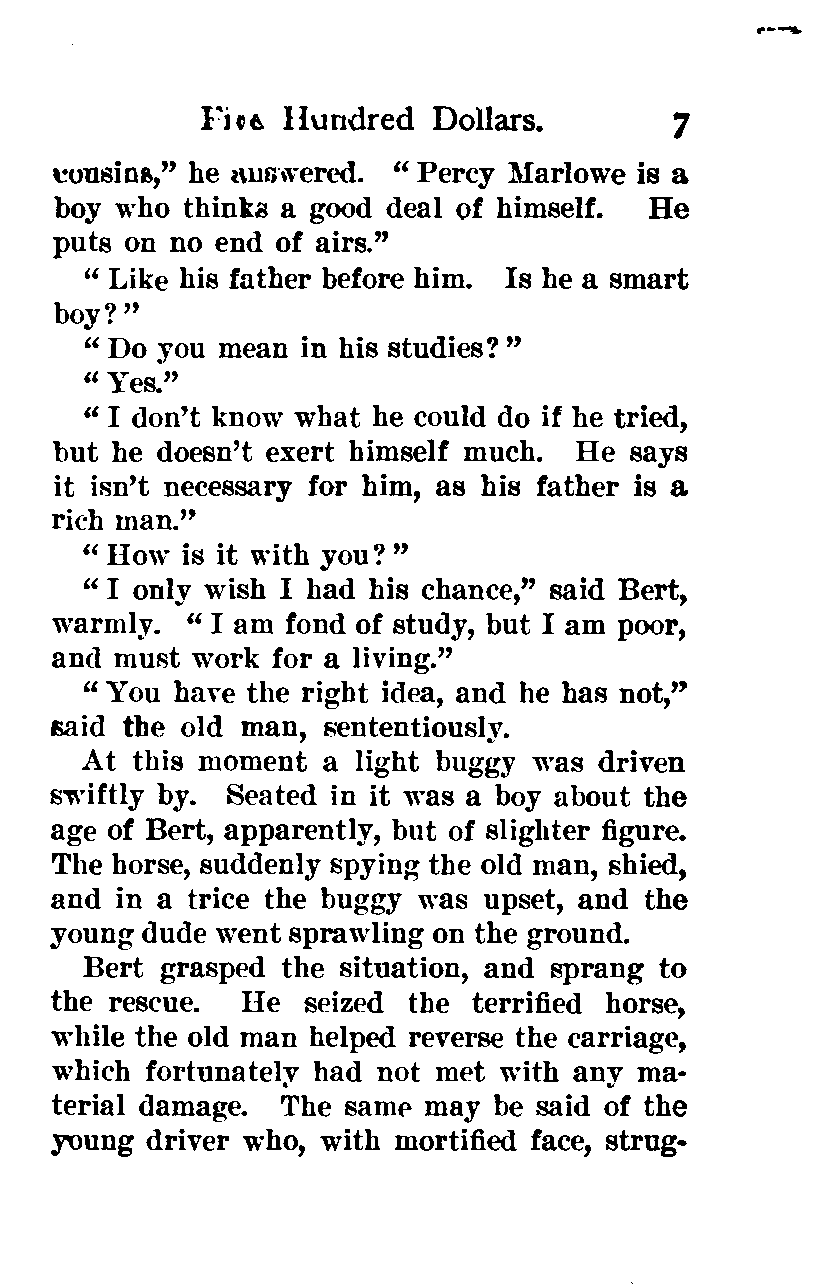 Five Hundred Dollars. 7
cousins,” he answered. “ Percy Marlowe is a
boy who thinks a good deal of himself. He
puts on no end of airs.”
“ Like his father before him. Is he a smart
boy? ”
“ Do you mean in his studies? ”
“ Yes.”
“ I don’t know what he could do if he tried,
but he doesn’t exert himself much. He says
it isn’t necessary for him, as his father is a
rich man.”
“ How is it with you? ”
“ I only wish I had his chance,” said Bert,
warmly. “ I am fond of study, but I am poor,
and must work for a living.”
“ You have the right idea, and he has not,”
said the old man, sententiously.
At this moment a light buggy was driven
swiftly by. Seated in it was a boy about the
age of Bert, apparently, but of slighter figure.
The horse, suddenly spying the old man, shied,
and in a trice the buggy was upset, and the
young dude went sprawling on the ground.
Bert grasped the situation, and sprang to
the rescue. He seized the terrified horse,
while the old man helped reverse the carriage,
which fortunately had not met with any ma-
terial damage. The same may be said of the
young driver who, with mortified face, strug-